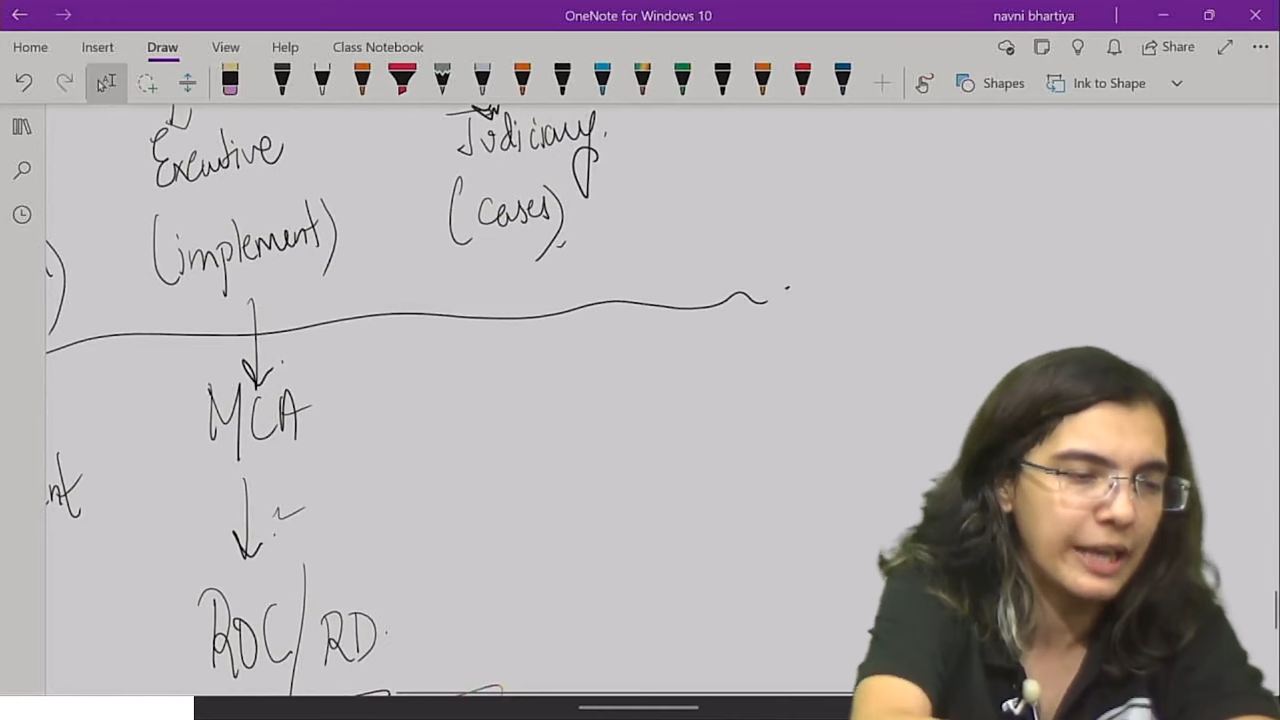 OneNote for Windows 10
navni bhartiya
Home Insert Draw View Help Class Notebook
Share
Shapes
Ink to Shape
Executive
Judiciary.
(implement)
(cases)
MCA
ROC/RD